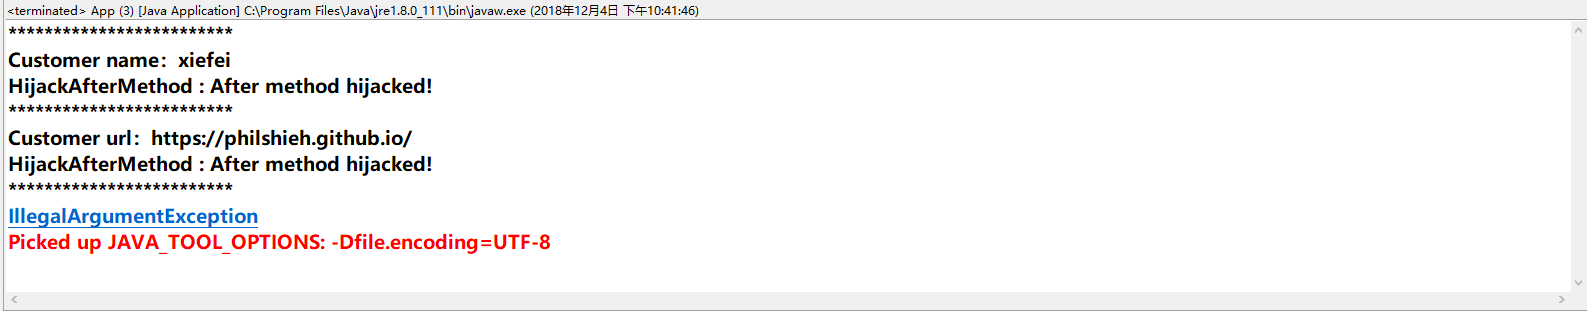 <terminated> App (3) [Java Application] C:\Program Files\Java\jre1.8.0_111\bin\javaw.exe (2018年12月4日 下午10:41:46)
*************************
Customer name：xiefei
HijackAfterMethod : After method hijacked!
*************************
Customer url：https://philshieh.github.io/
HijackAfterMethod : After method hijacked!
*************************
IllegalArgumentException
Picked up JAVA_TOOL_OPTIONS: -Dfile.encoding=UTF-8